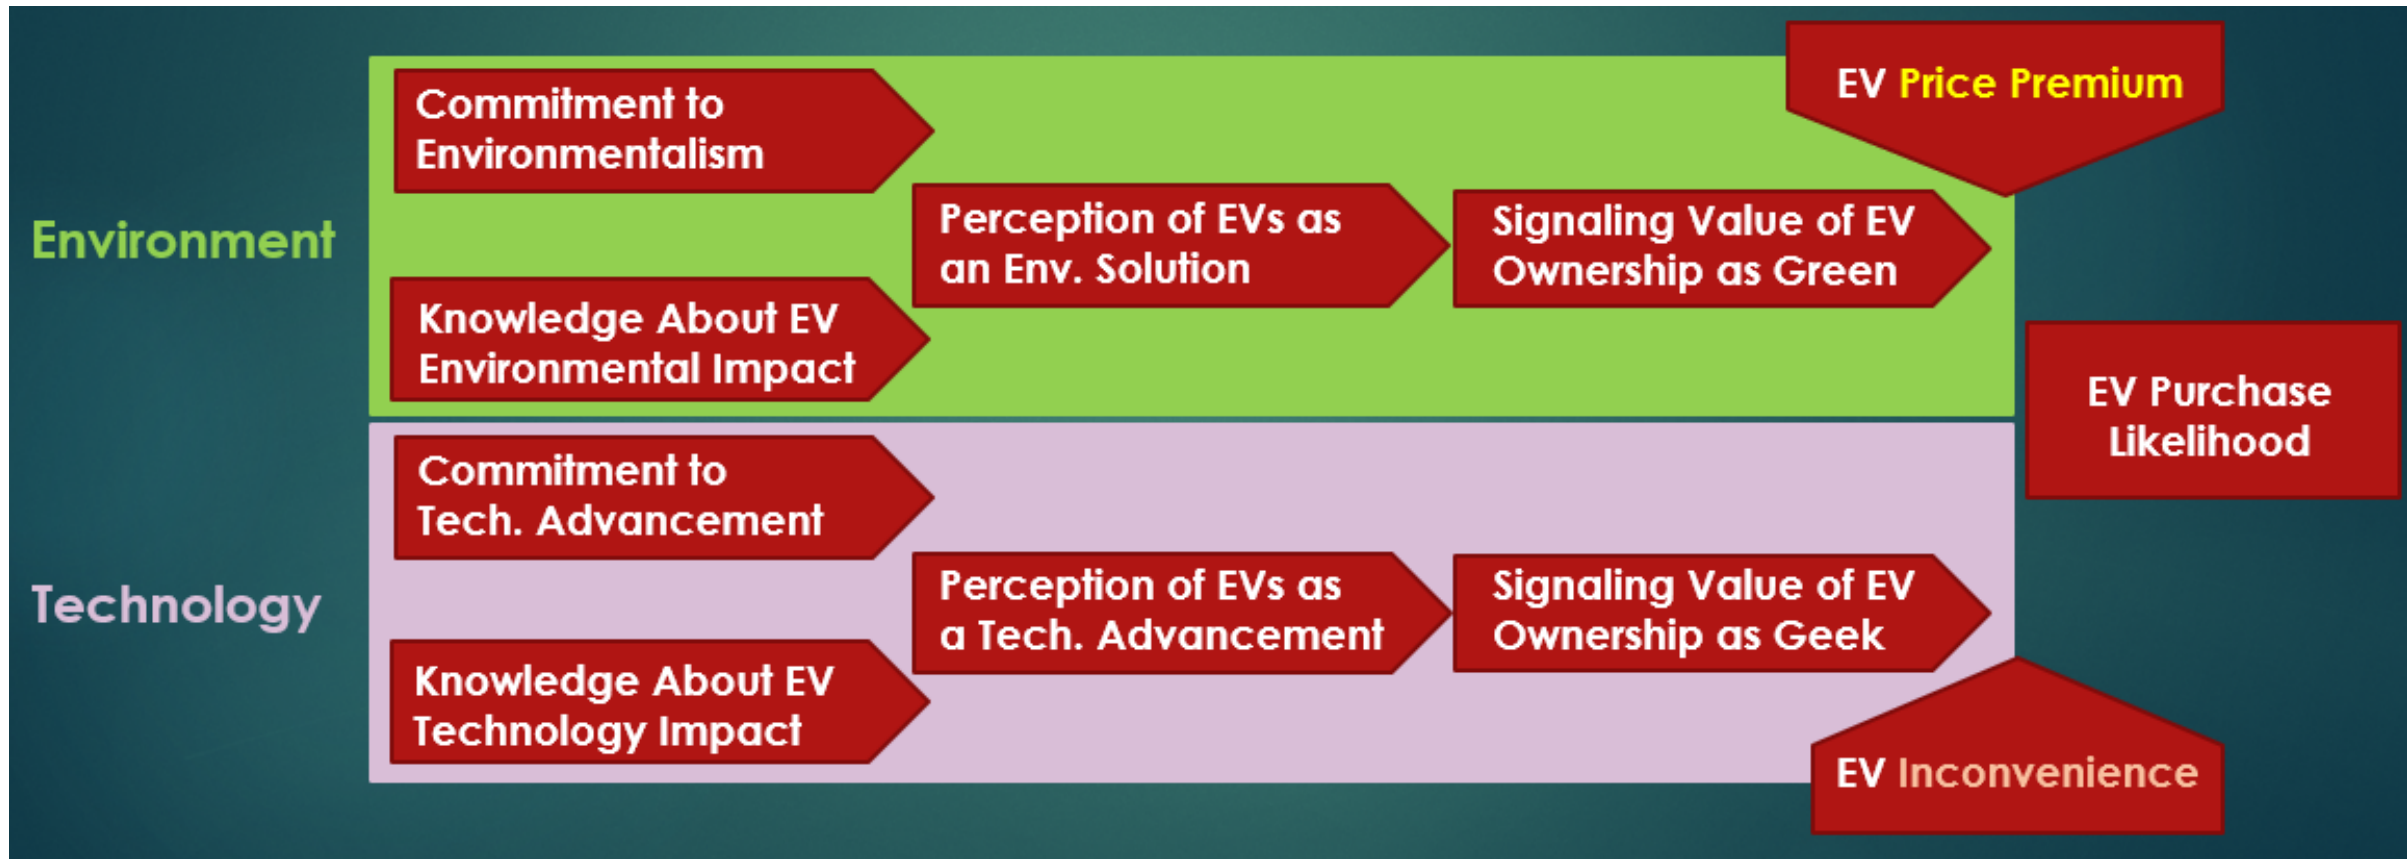 Environment
Commitment to
Environmentalism
Knowledge About EV
Environmental Impact
Perception of EVs as
an Env. Solution
Signaling Value of EV
Ownership as Green
EV Price Premium
Technology
Commitment to
Tech. Advancement
Knowledge About EV
Technology Impact
Perception of EVs as
a Tech. Advancement
Signaling Value of EV
Ownership as Geek
EV Inconvenience
EV Purchase
Likelihood